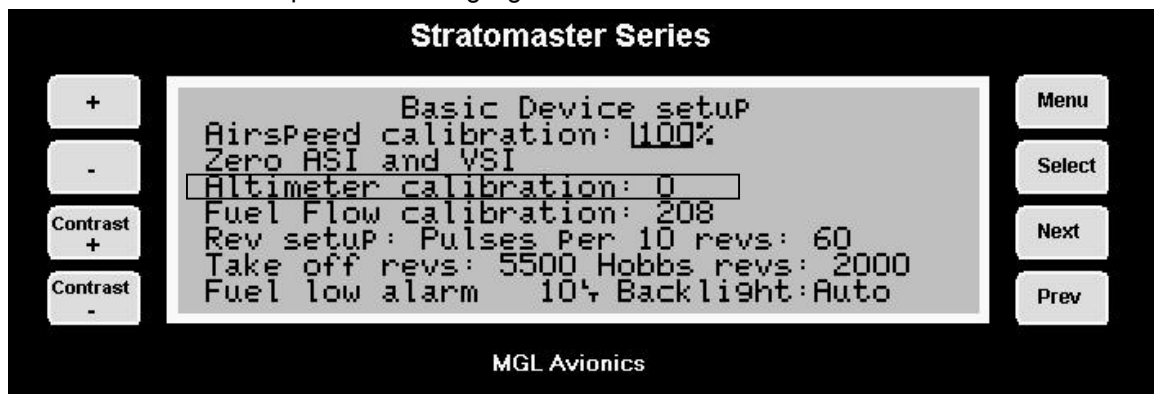 Stratomaster Series
+
-
Contrast
+
Contrast
-
Basic Device setup
Airspeed calibration: 100%
Zero ASI and VSI
Altimeter calibration: 0
Fuel Flow calibration: 208
Rev setup: Pulses Per 10 revs: 60
Take off revs: 5500 Hobbs revs: 2000
Fuel low alarm 10 Backlight:Auto
Menu
Select
Next
Prev
MGL Avionics